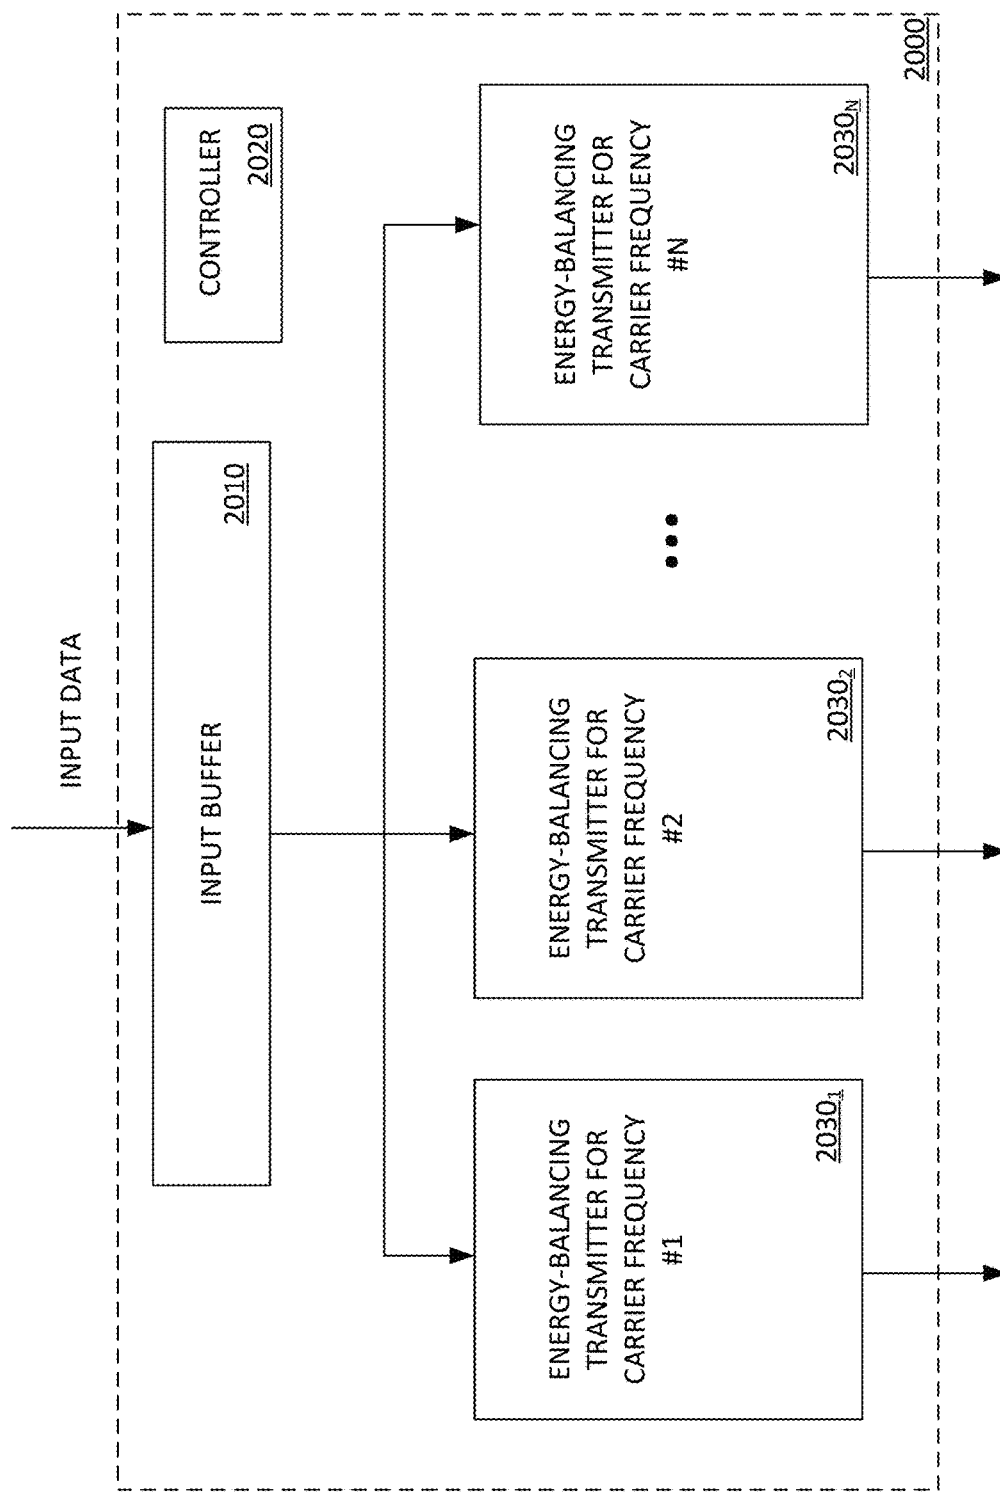 INPUT DATA
INPUT BUFFER
2010
CONTROLLER
2020
ENERGY-BALANCING
TRANSMITTER FOR
CARRIER FREQUENCY
#1
2030₁
ENERGY-BALANCING
TRANSMITTER FOR
CARRIER FREQUENCY
#2
2030₂
•••
ENERGY-BALANCING
TRANSMITTER FOR
CARRIER FREQUENCY
#N
2030N
2000